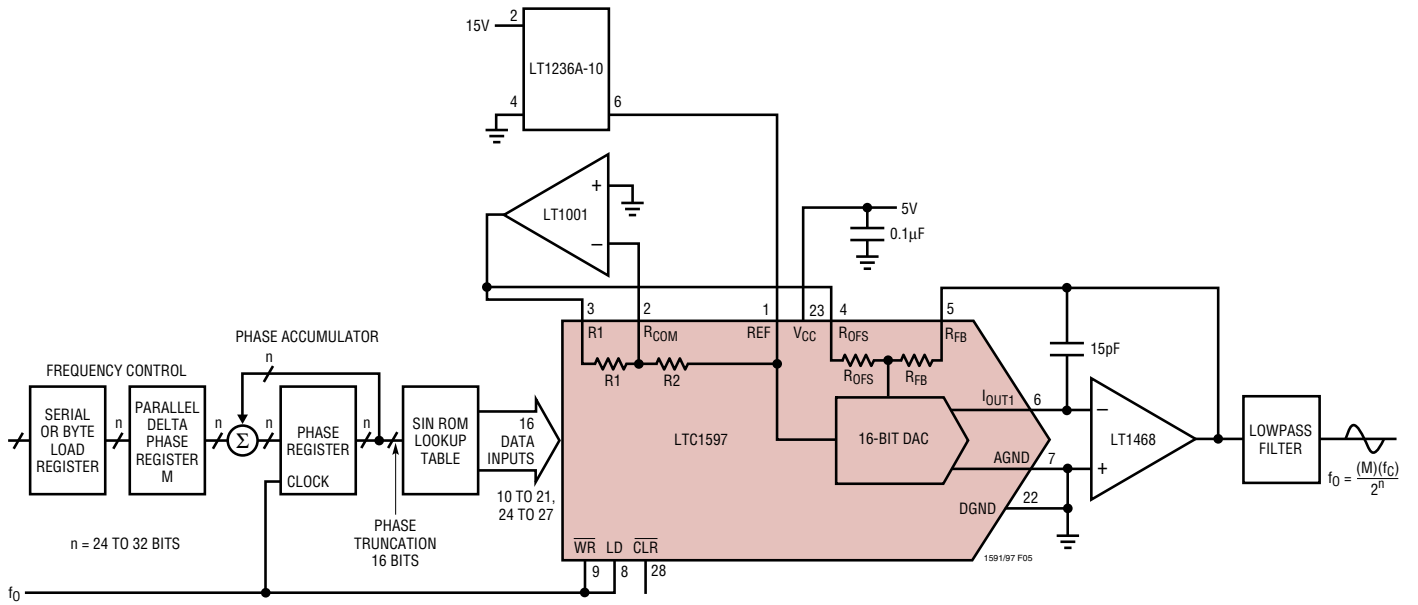 15V
2
LT1236A-10
4
6
+
LT1001
–
5V
0.1µF
3
2
1
23
4
5
R1
RCOM
REF
VCC
ROFS
RFB
15pF
R1
R2
ROFS
RFB
PHASE ACCUMULATOR
n
FREQUENCY CONTROL
SERIAL
OR BYTE
LOAD
REGISTER
n
PARALLEL
DELTA
PHASE
REGISTER
M
n
Σ
n
PHASE
REGISTER
CLOCK
n
SIN ROM
LOOKUP
TABLE
16
DATA
INPUTS
10 TO 21,
24 TO 27
PHASE
TRUNCATION
16 BITS
n = 24 TO 32 BITS
LTC1597
16-BIT DAC
IOUT1
6
AGND
7
DGND
22
–
LT1468
+
LOWPASS
FILTER
fO = (M)(fC)
2n
WR
LD
CLR
9
8
28
1591/97 F05
fO